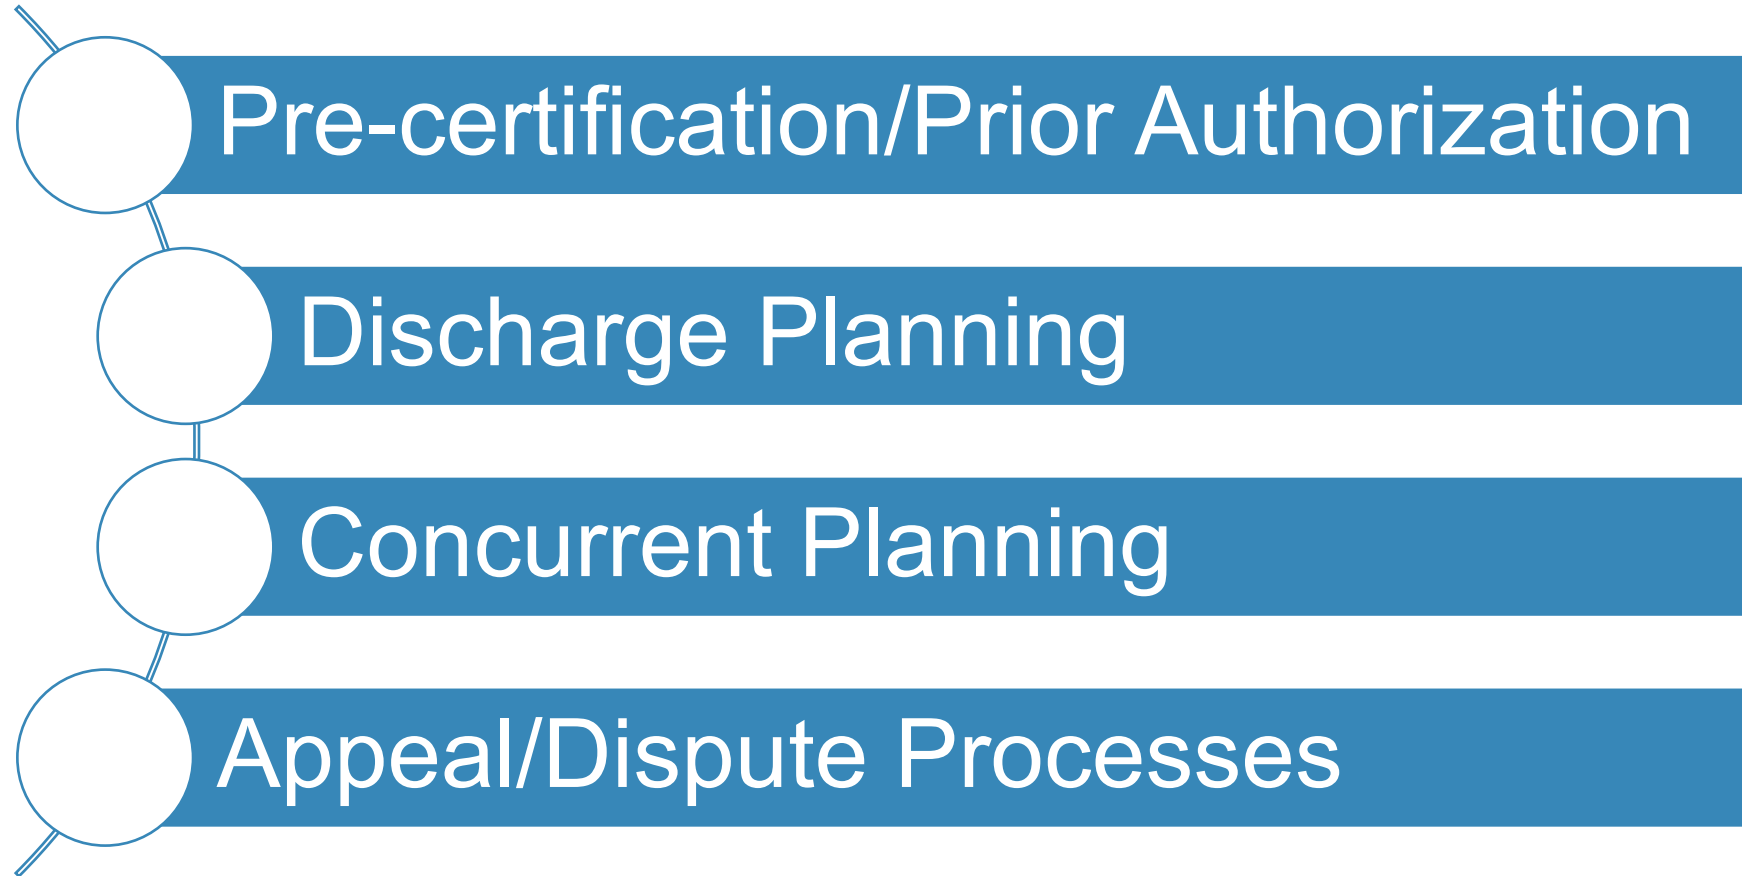 Pre-certification/Prior Authorization
Discharge Planning
Concurrent Planning
Appeal/Dispute Processes